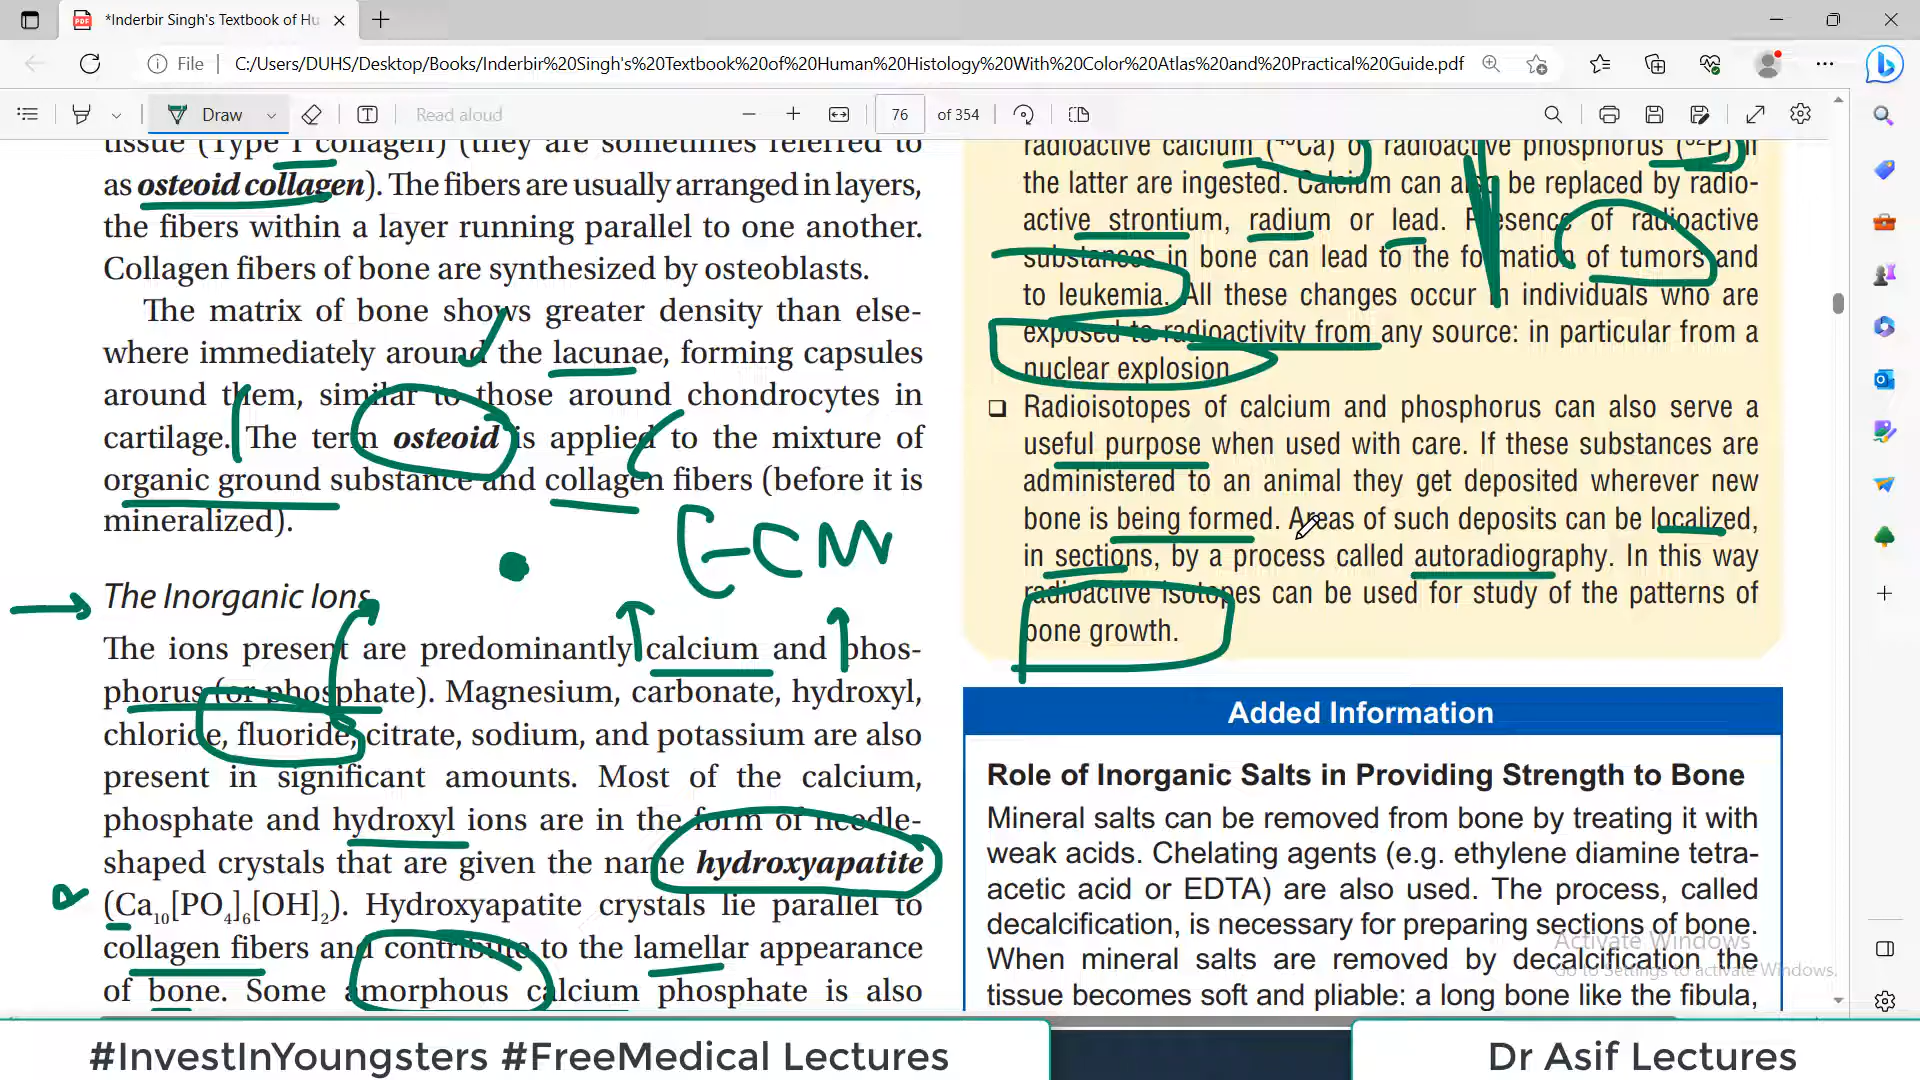 *Inderbir Singh's Textbook of Hu
File
C:/Users/DUHS/Desktop/Books/Inderbir%20Singh's%20Textbook%20of%20Human%20Histology%20With%20Color%20Atlas%20and%20Practical%20Guide.pdf
Draw
Read aloud
76 of 354
tissue (Type I collagen) (they are sometimes referred to
as osteoid collagen). The fibers are usually arranged in layers,
the fibers within a layer running parallel to one another.
Collagen fibers of bone are synthesized by osteoblasts.
The matrix of bone shows greater density than else-
where immediately around the lacunae, forming capsules
around them, similar to those around chondrocytes in
cartilage. The term osteoid is applied to the mixture of
organic ground substance and collagen fibers (before it is
mineralized).
ECM
The Inorganic Ions
The ions present are predominantly calcium and phos-
phorus (or phosphate). Magnesium, carbonate, hydroxyl,
chloride, fluoride, citrate, sodium, and potassium are also
present in significant amounts. Most of the calcium,
phosphate and hydroxyl ions are in the form of needle-
shaped crystals that are given the name hydroxyapatite
(Ca10[PO4]6[OH]2). Hydroxyapatite crystals lie parallel to
collagen fibers and contribute to the lamellar appearance
of bone. Some amorphous calcium phosphate is also
radioactive calcium (45Ca) or radioactive phosphorus (32P) if
the latter are ingested. Calcium can also be replaced by radio-
active strontium, radium or lead. Presence of radioactive
substances in bone can lead to the formation of tumors and
to leukemia. All these changes occur in individuals who are
exposed to radioactivity from any source: in particular from a
nuclear explosion.
❑ Radioisotopes of calcium and phosphorus can also serve a
useful purpose when used with care. If these substances are
administered to an animal they get deposited wherever new
bone is being formed. Areas of such deposits can be localized,
in sections, by a process called autoradiography. In this way
radioactive isotopes can be used for study of the patterns of
bone growth.
Added Information
Role of Inorganic Salts in Providing Strength to Bone
Mineral salts can be removed from bone by treating it with
weak acids. Chelating agents (e.g. ethylene diamine tetra-
acetic acid or EDTA) are also used. The process, called
decalcification, is necessary for preparing sections of bone.
When mineral salts are removed by decalcification the
tissue becomes soft and pliable: a long bone like the fibula,
Activate Windows
Go to Settings to activate Windows.
#InvestInYoungsters #FreeMedical Lectures
Dr Asif Lectures